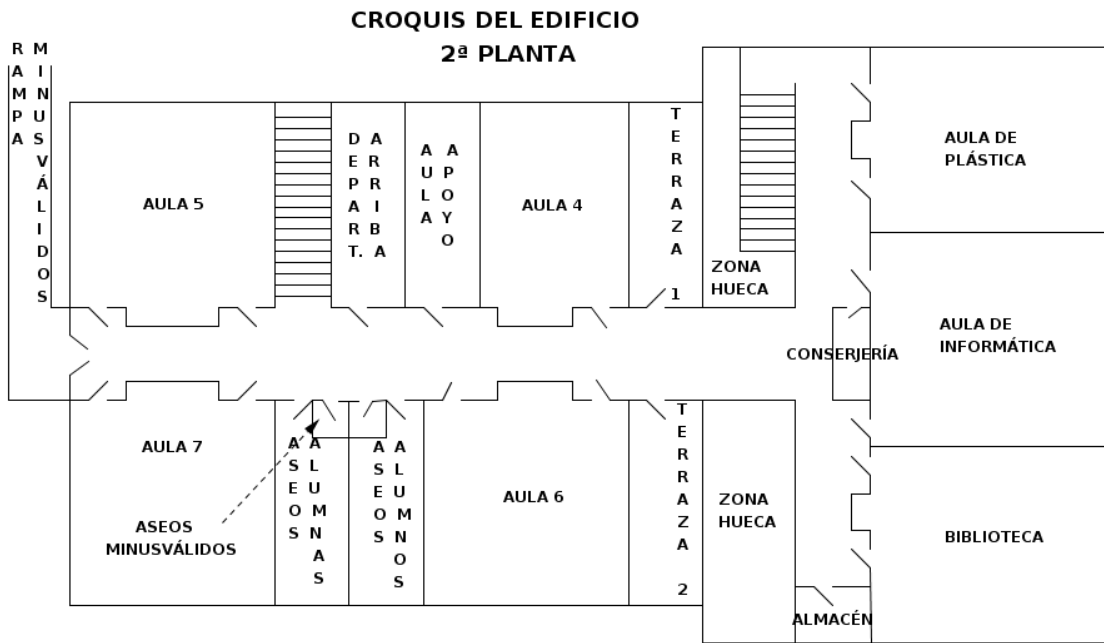 CROQUIS DEL EDIFICIO
2ª PLANTA
RAMPA
MINUSVÁLIDOS
AULA 5
DEPART.
ARRIBA
AULA
APOYO
AULA 4
TERRAZA 1
ZONA
HUECA
AULA DE
PLÁSTICA
AULA DE
INFORMÁTICA
CONSERJERÍA
AULA 7
ASEOS
MINUSVÁLIDOS
ASEOS
ALUMNAS
ASEOS
ALUMNOS
AULA 6
TERRAZA 2
ZONA
HUECA
BIBLIOTECA
ALMACÉN